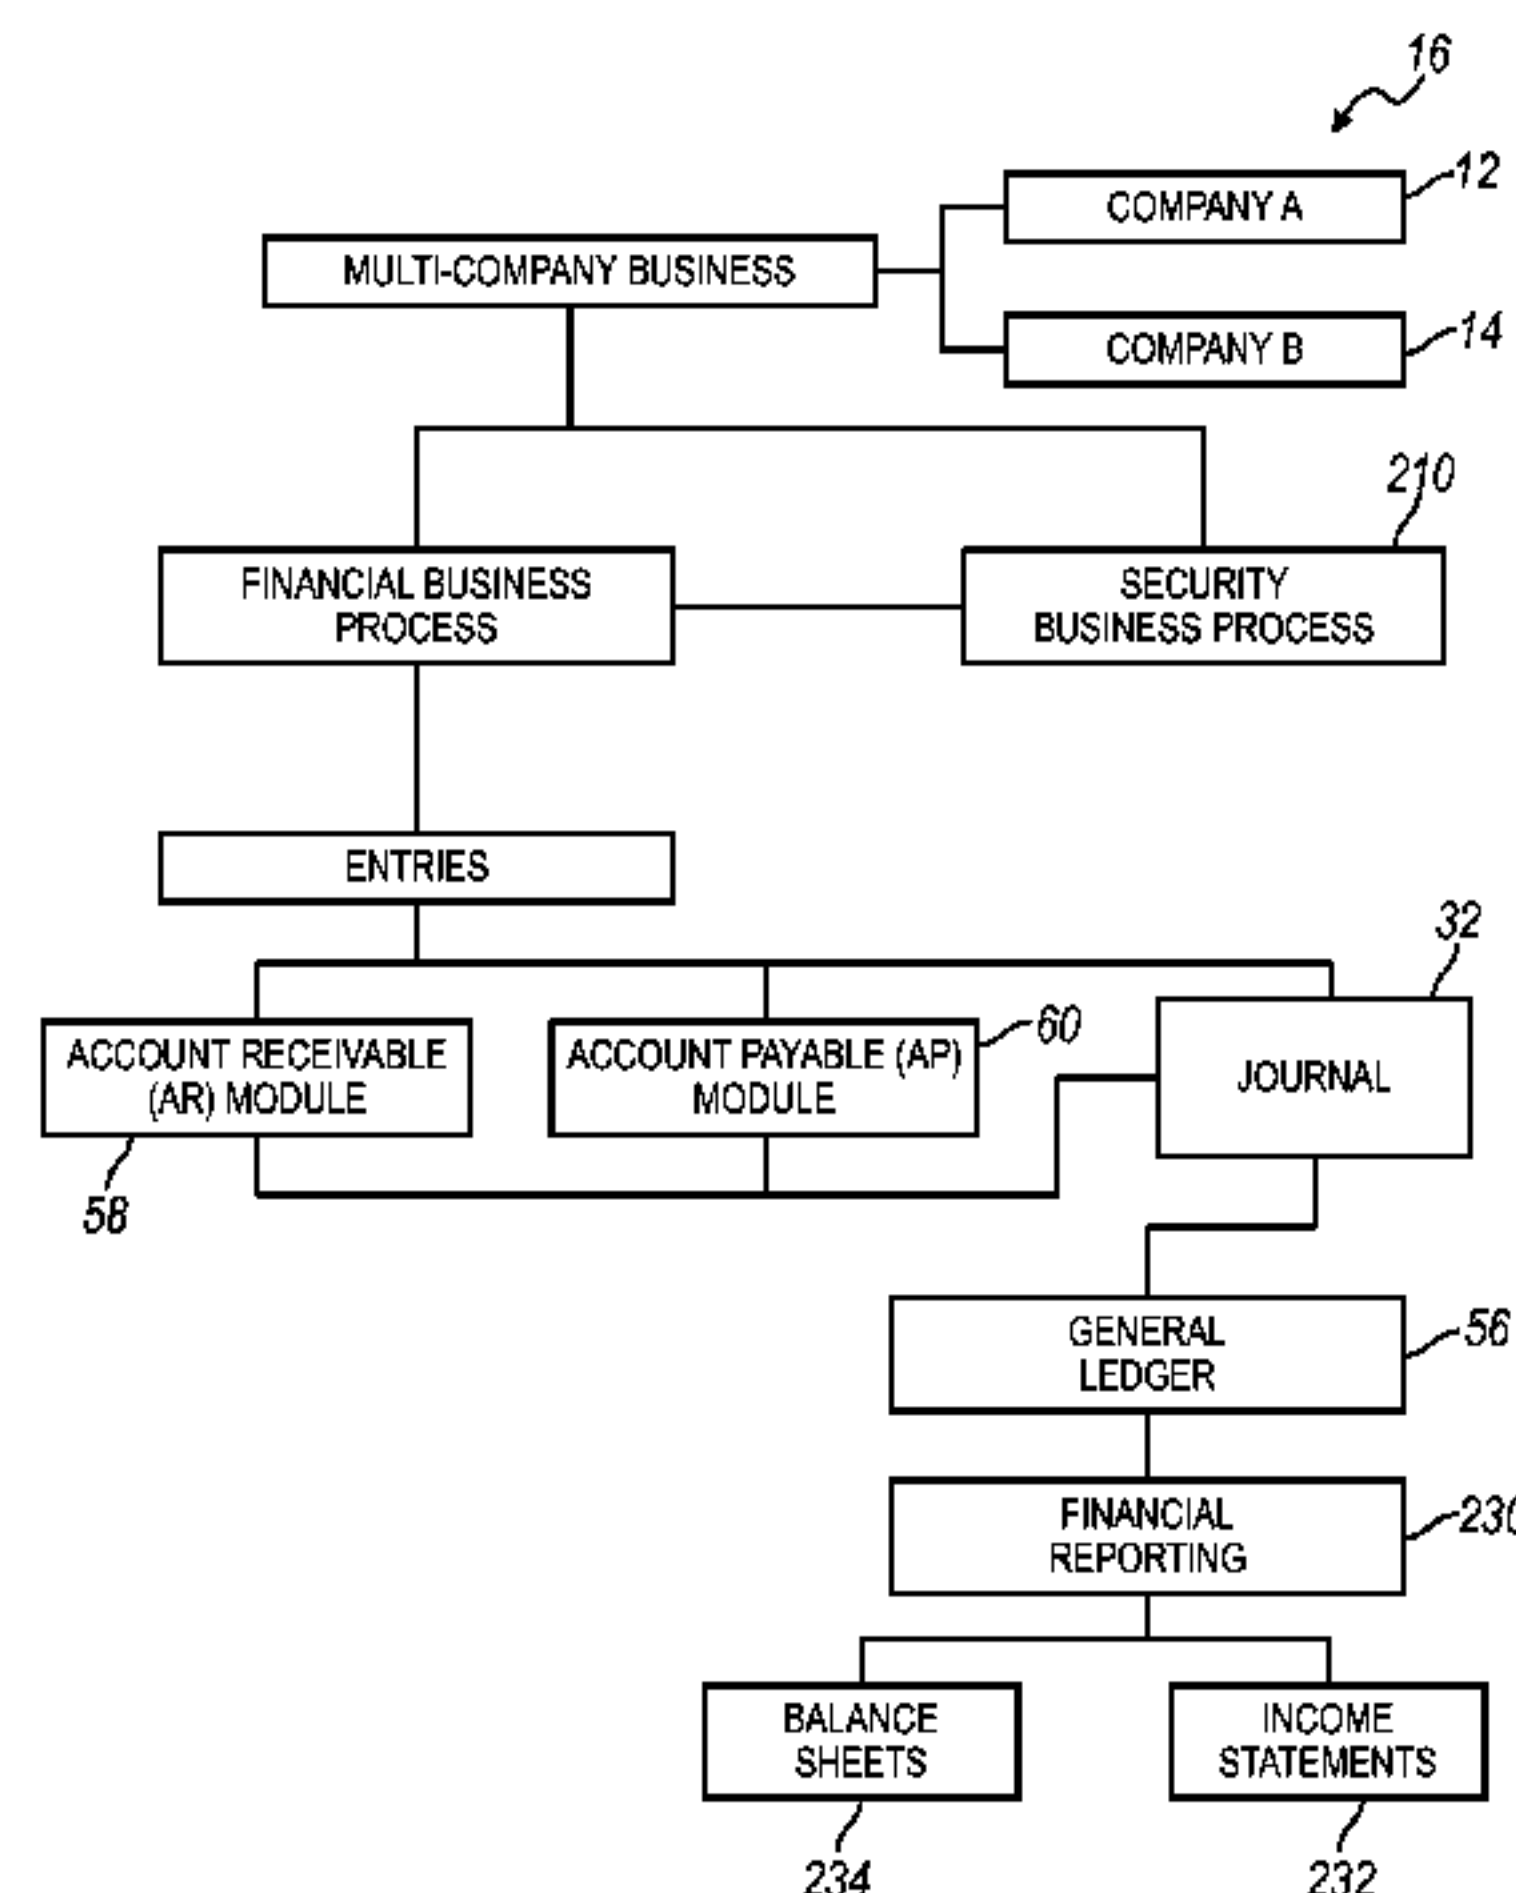 16
12
COMPANY A
MULTI-COMPANY BUSINESS
14
COMPANY B
210
FINANCIAL BUSINESS
PROCESS
SECURITY
BUSINESS PROCESS
ENTRIES
32
60
ACCOUNT RECEIVABLE
(AR) MODULE
ACCOUNT PAYABLE (AP)
MODULE
JOURNAL
58
GENERAL
LEDGER
56
FINANCIAL
REPORTING
230
BALANCE
SHEETS
INCOME
STATEMENTS
234
232